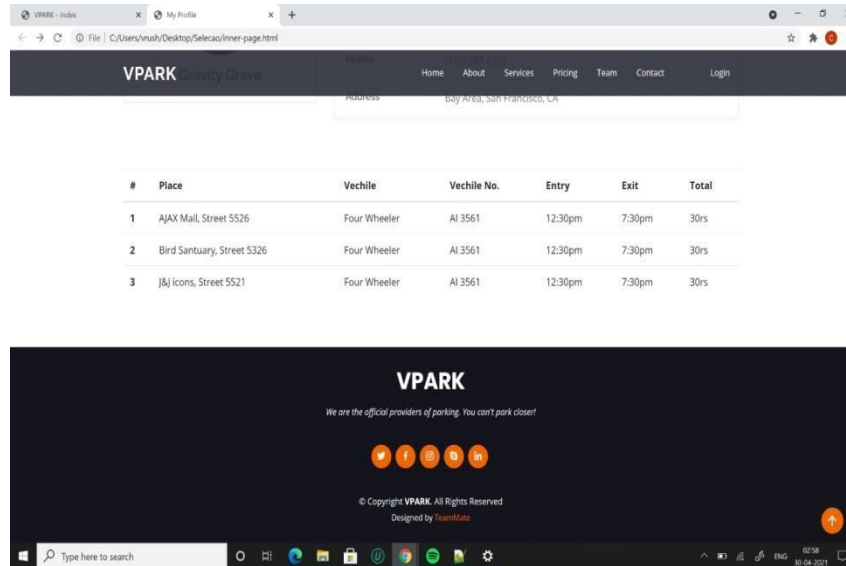 VPARK - Index
My Profile
File | C:/Users/vrush/Desktop/Selecao/inner-page.html
VPARK
Gravity Grave
Home About Services Pricing Team Contact Login
Mobile
Address Bay Area, San Francisco, CA
# Place Vechile Vechile No. Entry Exit Total
1 AJAX Mall, Street 5526 Four Wheeler AI 3561 12:30pm 7:30pm 30rs
2 Bird Santuary, Street 5326 Four Wheeler AI 3561 12:30pm 7:30pm 30rs
3 J&J icons, Street 5521 Four Wheeler AI 3561 12:30pm 7:30pm 30rs
VPARK
We are the official providers of parking. You can't park closer!
© Copyright VPARK. All Rights Reserved
Designed by TeamMate
Type here to search
ENG
02:58
30-04-2021